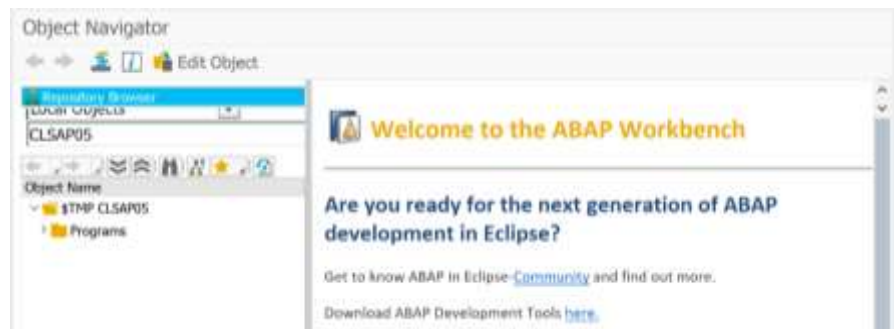 Object Navigator
Edit Object
Repository Browser
Local Objects
CLSAP05
Object Name
$TMP CLSAP05
Programs
Welcome to the ABAP Workbench
Are you ready for the next generation of ABAP
development in Eclipse?
Get to know ABAP in Eclipse Community and find out more.
Download ABAP Development Tools here.